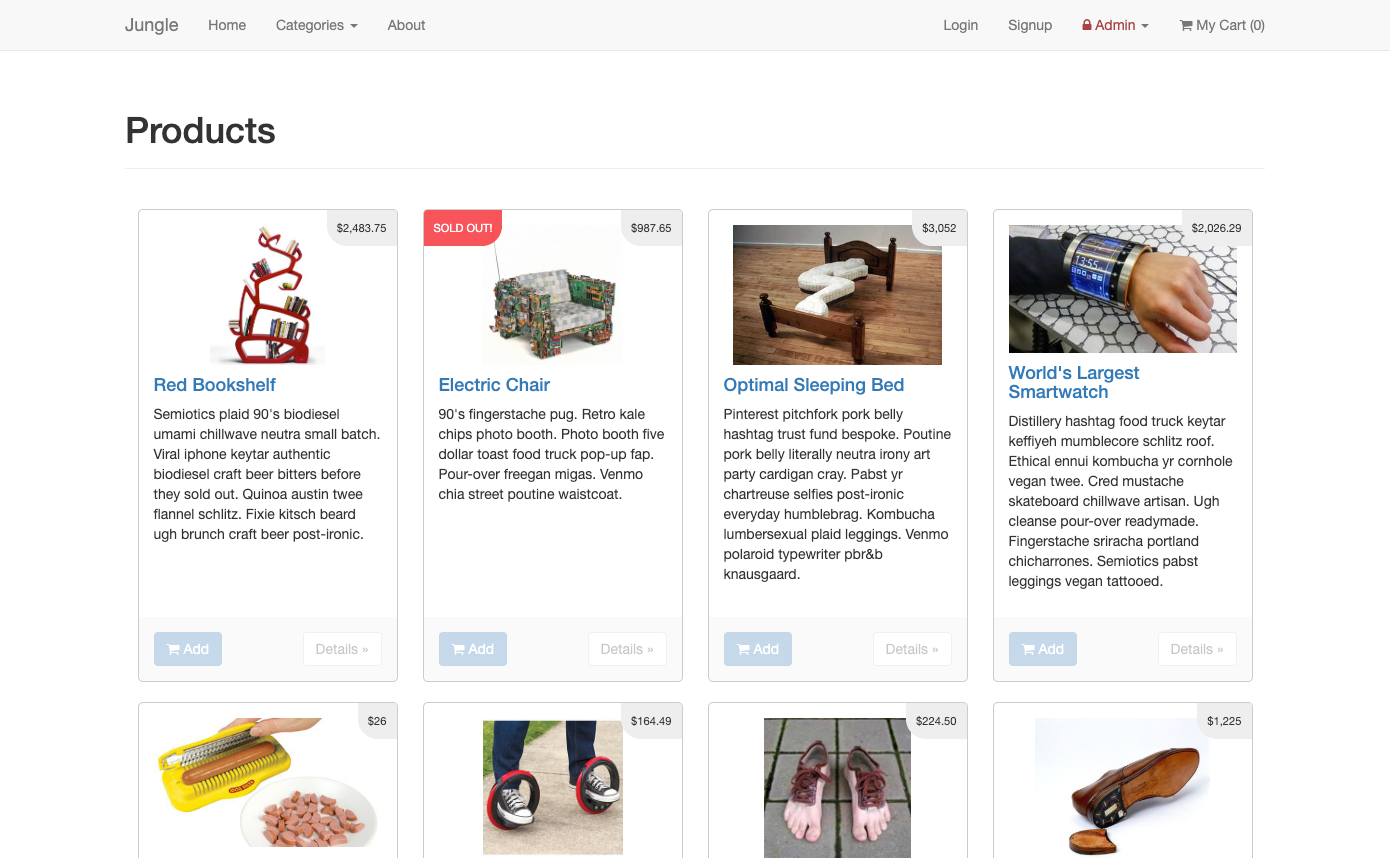 Jungle Home Categories About Login Signup Admin My Cart (0)
Products
$2,483.75
Red Bookshelf
Semiotics plaid 90's biodiesel
umami chillwave neutra small batch.
Viral iphone keytar authentic
biodiesel craft beer bitters before
they sold out. Quinoa austin twee
flannel schlitz. Fixie kitsch beard
ugh brunch craft beer post-ironic.
Add Details »
SOLD OUT! $987.65
Electric Chair
90's fingerstache pug. Retro kale
chips photo booth. Photo booth five
dollar toast food truck pop-up fap.
Pour-over freegan migas. Venmo
chia street poutine waistcoat.
Add Details »
$3,052
Optimal Sleeping Bed
Pinterest pitchfork pork belly
hashtag trust fund bespoke. Poutine
pork belly literally neutra irony art
party cardigan cray. Pabst yr
chartreuse selfies post-ironic
everyday humblebrag. Kombucha
lumbersexual plaid leggings. Venmo
polaroid typewriter pbr&b
knausgaard.
Add Details »
$2,026.29
13:55
World's Largest
Smartwatch
Distillery hashtag food truck keytar
keffiyeh mumblecore schlitz roof.
Ethical ennui kombucha yr cornhole
vegan twee. Cred mustache
skateboard chillwave artisan. Ugh
cleanse pour-over readymade.
Fingerstache sriracha portland
chicharrones. Semiotics pabst
leggings vegan tattooed.
Add Details »
$26
$164.49
$224.50
$1,225